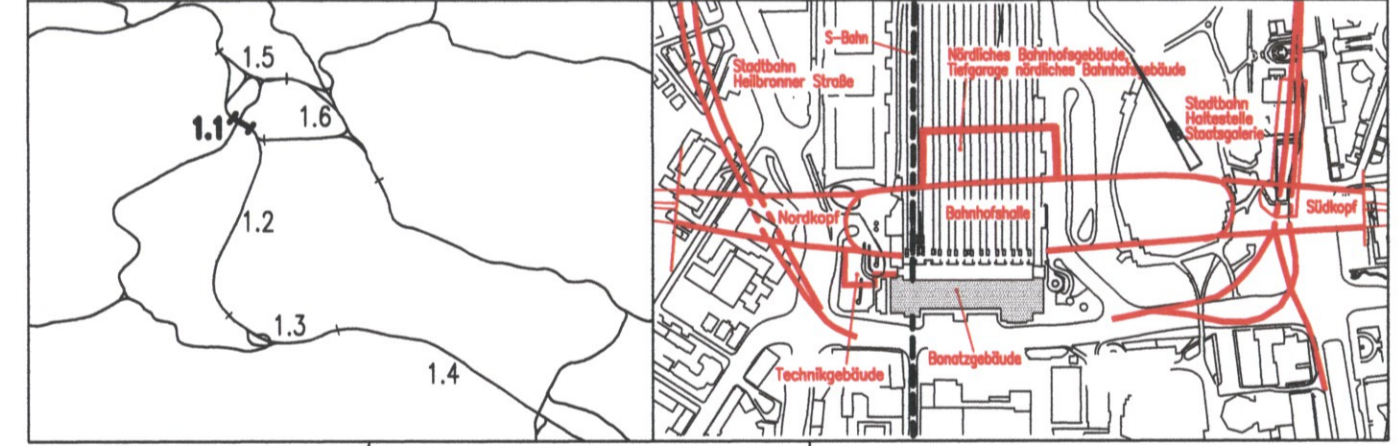 1.5
1.6
1.1
1.2
1.3
1.4
S-Bahn
Nördliches Bahnhofsgebäude,
Tiefgarage nördliches Bahnhofsgebäude
Stadtbahn
Heilbronner Straße
Stadtbahn
Haltestelle
Staatsgalerie
Nordkopf
Bahnhofshalle
Südkopf
Technikgebäude
Bonatzgebäude